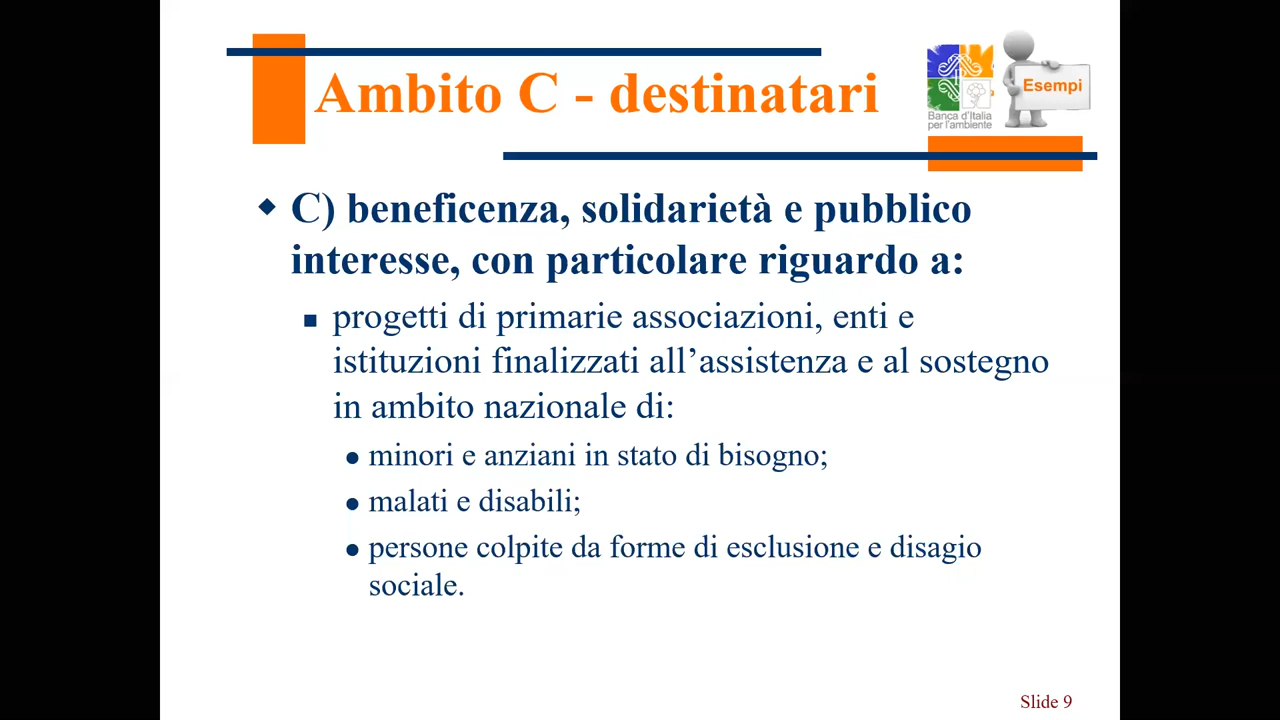 Ambito C - destinatari
Esempi
Banca d'Italia
per l'ambiente
C) beneficenza, solidarietà e pubblico
interesse, con particolare riguardo a:
progetti di primarie associazioni, enti e
istituzioni finalizzati all’assistenza e al sostegno
in ambito nazionale di:
minori e anziani in stato di bisogno;
malati e disabili;
persone colpite da forme di esclusione e disagio
sociale.
Slide 9